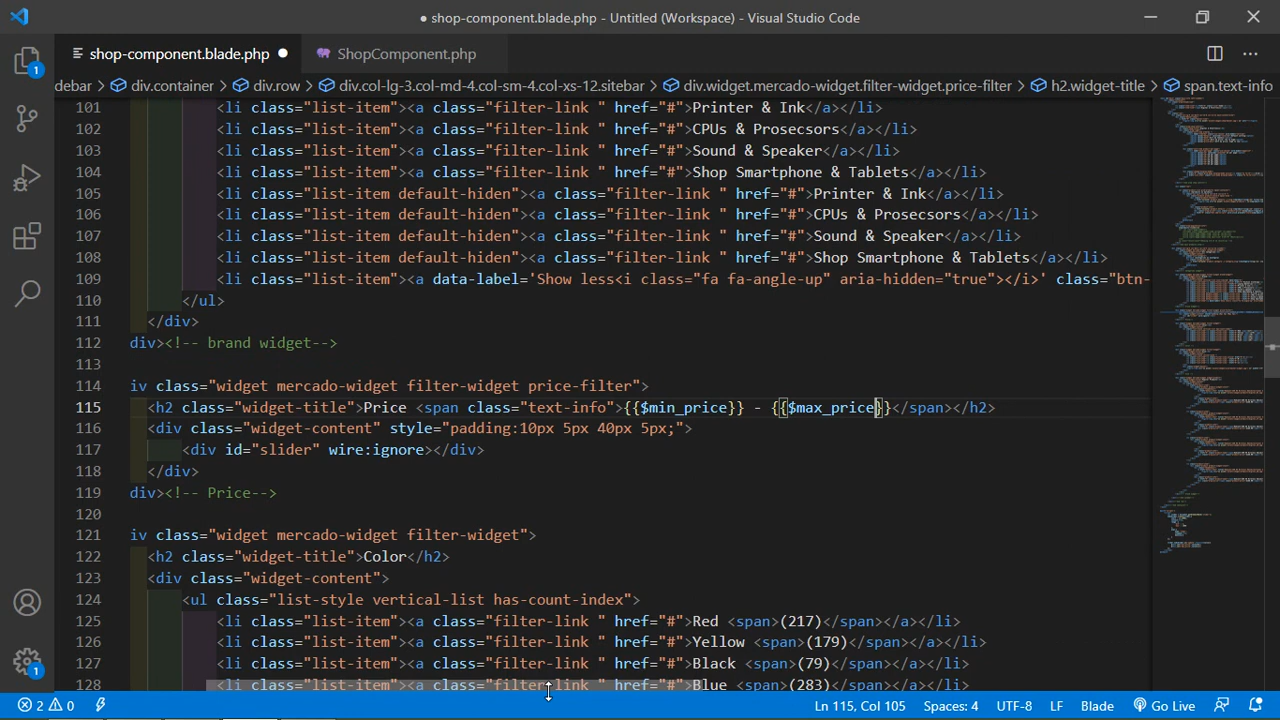 ● shop-component.blade.php - Untitled (Workspace) - Visual Studio Code
shop-component.blade.php ● ShopComponent.php
debar > div.container > div.row > div.col-lg-3.col-md-4.col-sm-4.col-xs-12.sitebar > div.widget.mercado-widget.filter-widget.price-filter > h2.widget-title > span.text-info
101 <li class="list-item"><a class="filter-link " href="#">Printer & Ink</a></li>
102 <li class="list-item"><a class="filter-link " href="#">CPUs & Prosessors</a></li>
103 <li class="list-item"><a class="filter-link " href="#">Sound & Speaker</a></li>
104 <li class="list-item"><a class="filter-link " href="#">Shop Smartphone & Tablets</a></li>
105 <li class="list-item default-hiden"><a class="filter-link " href="#">Printer & Ink</a></li>
106 <li class="list-item default-hiden"><a class="filter-link " href="#">CPUs & Prosecsors</a></li>
107 <li class="list-item default-hiden"><a class="filter-link " href="#">Sound & Speaker</a></li>
108 <li class="list-item default-hiden"><a class="filter-link " href="#">Shop Smartphone & Tablets</a></li>
109 <li class="list-item"><a data-label='Show less<i class="fa fa-angle-up" aria-hidden="true"></i>' class="btn-
110 </ul>
111 </div>
112 div><!-- brand widget-->
113
114 iv class="widget mercado-widget filter-widget price-filter">
115 <h2 class="widget-title">Price <span class="text-info">{{$min_price}} - {{$max_price}}</span></h2>
116 <div class="widget-content" style="padding:10px 5px 40px 5px;">
117 <div id="slider" wire:ignore></div>
118 </div>
119 div><!-- Price-->
120
121 iv class="widget mercado-widget filter-widget">
122 <h2 class="widget-title">Color</h2>
123 <div class="widget-content">
124 <ul class="list-style vertical-list has-count-index">
125 <li class="list-item"><a class="filter-link " href="#">Red <span>(217)</span></a></li>
126 <li class="list-item"><a class="filter-link " href="#">Yellow <span>(179)</span></a></li>
127 <li class="list-item"><a class="filter-link " href="#">Black <span>(79)</span></a></li>
128 <li class="list-item"><a class="filter-link " href="#">Blue <span>(283)</span></a></li>
1
1
2 0 Ln 115, Col 105 Spaces: 4 UTF-8 LF Blade Go Live